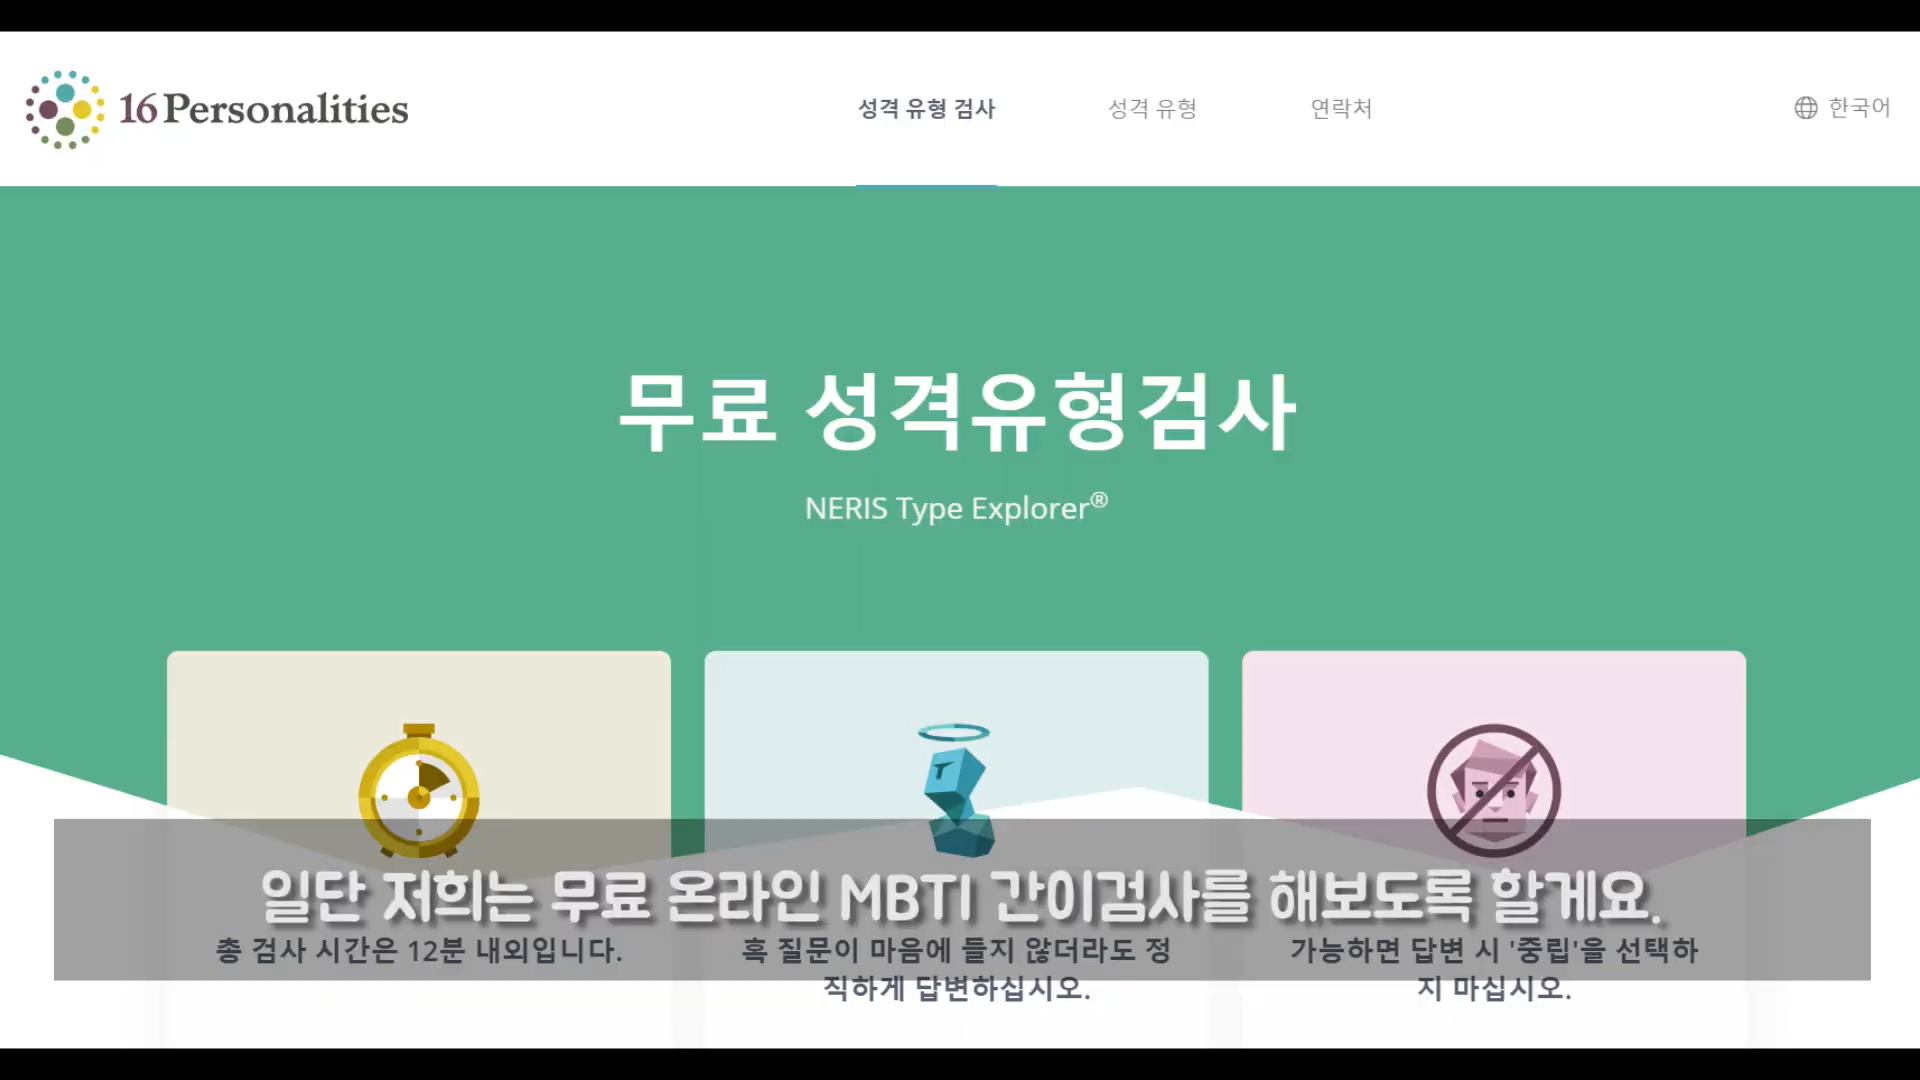 16Personalities
성격 유형 검사
성격 유형
연락처
한국어
무료 성격유형검사
NERIS Type Explorer®
T
일단 저희는 무료 온라인 MBTI 간이검사를 해보도록 할게요.
총 검사 시간은 12분 내외입니다.
혹 질문이 마음에 들지 않더라도 정
직하게 답변하십시오.
가능하면 답변 시 '중립'을 선택하
지 마십시오.